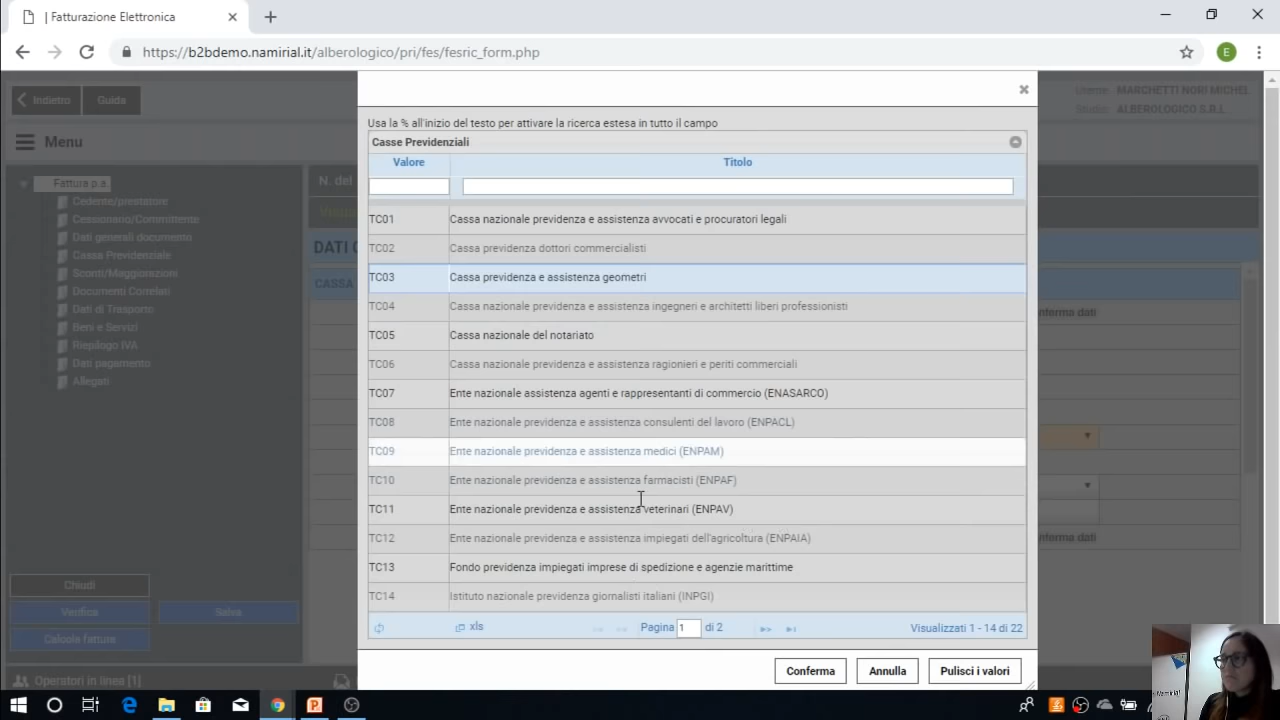 | Fatturazione Elettronica
https://b2bdemo.namirial.it/alberologico/pri/fes/fesric_form.php
E
Indietro
Guida
Utente: MARCHETTI NORI MICHEL
Studio: ALBEROLOGICO S.R.L
Menu
Fattura p.a.
Cedente/prestatore
Cessionario/Committente
Dati generali documento
Cassa Previdenziale
Sconti/Maggiorazioni
Documenti Correlati
Dati di Trasporto
Beni e Servizi
Riepilogo IVA
Dati pagamento
Allegati
Chiudi
Verifica
Salva
Calcola fattura
Operatori in linea [1]
N. del
DATI
CASSA
Usa la % all'inizio del testo per attivare la ricerca estesa in tutto il campo
Casse Previdenziali
Valore Titolo
TC01 Cassa nazionale previdenza e assistenza avvocati e procuratori legali
TC02 Cassa previdenza dottori commercialisti
TC03 Cassa previdenza e assistenza geometri
TC04 Cassa nazionale previdenza e assistenza ingegneri e architetti liberi professionisti
TC05 Cassa nazionale del notariato
TC06 Cassa nazionale previdenza e assistenza ragionieri e periti commerciali
TC07 Ente nazionale assistenza agenti e rappresentanti di commercio (ENASARCO)
TC08 Ente nazionale previdenza e assistenza consulenti del lavoro (ENPACL)
TC09 Ente nazionale previdenza e assistenza medici (ENPAM)
TC10 Ente nazionale previdenza e assistenza farmacisti (ENPAF)
TC11 Ente nazionale previdenza e assistenza veterinari (ENPAV)
TC12 Ente nazionale previdenza e assistenza impiegati dell'agricoltura (ENPAIA)
TC13 Fondo previdenza impiegati imprese di spedizione e agenzie marittime
TC14 Istituto nazionale previdenza giornalisti italiani (INPGI)
xls
Pagina 1 di 2
Visualizzati 1 - 14 di 22
Conferma
Annulla
Pulisci i valori
dati
dati